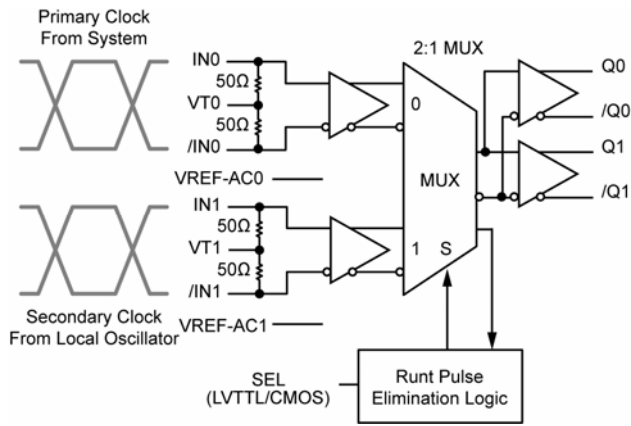 Primary Clock
From System
IN0
50Ω
VT0
50Ω
/IN0
VREF-AC0
IN1
50Ω
VT1
50Ω
/IN1
VREF-AC1
Secondary Clock
From Local Oscillator
2:1 MUX
0
MUX
1
S
Q0
/Q0
Q1
/Q1
SEL
(LVTTL/CMOS)
Runt Pulse
Elimination Logic